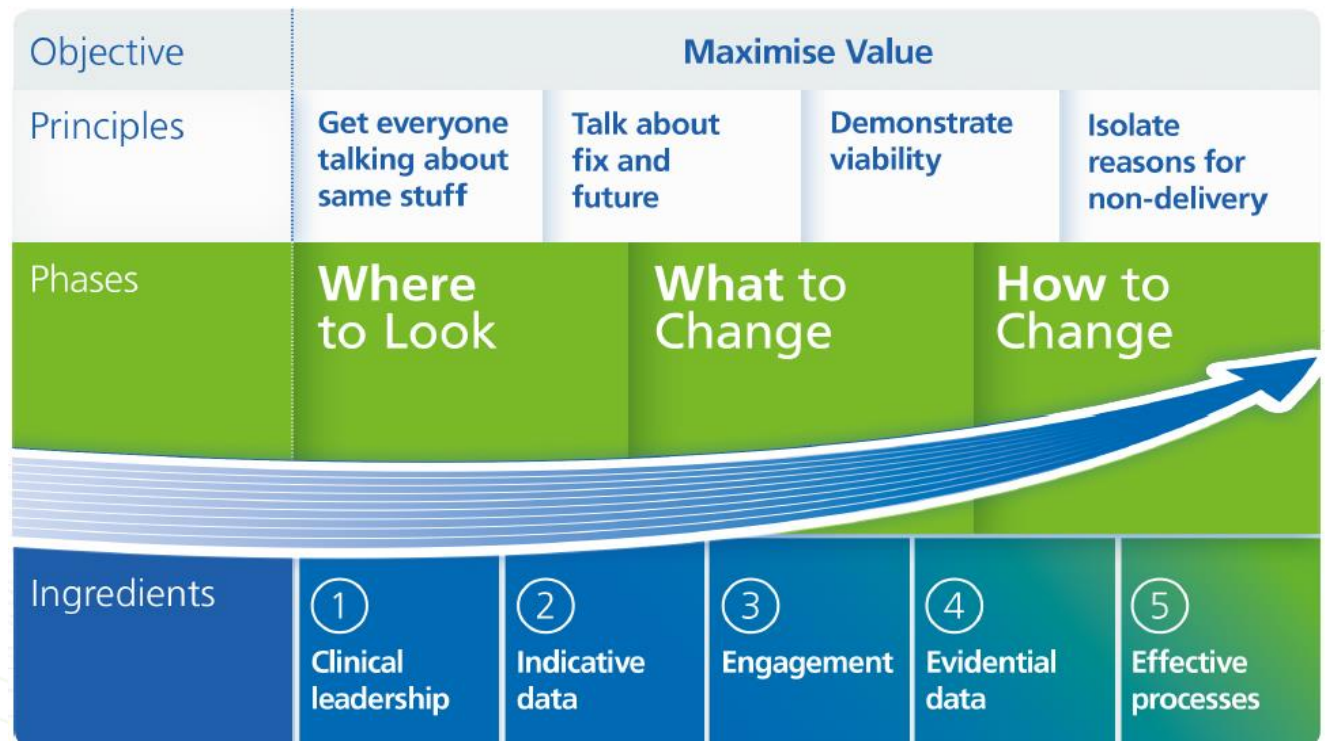 Objective
Maximise Value
Principles
Get everyone
talking about
same stuff
Talk about
fix and
future
Demonstrate
viability
Isolate
reasons for
non-delivery
Phases
Where
to Look
What to
Change
How to
Change
Ingredients
1
Clinical
leadership
2
Indicative
data
3
Engagement
4
Evidential
data
5
Effective
processes